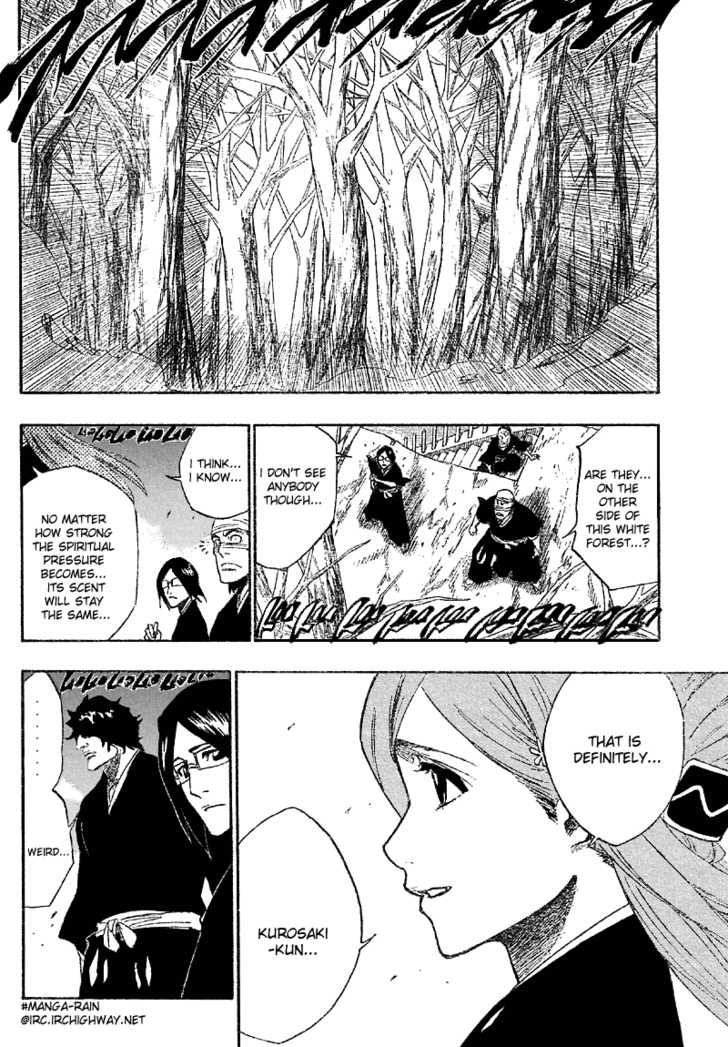 ARE THEY...
ON THE
OTHER
SIDE OF
THIS WHITE
FOREST...?
I DON'T SEE
ANYBODY
THOUGH...
I THINK...
I KNOW...
NO MATTER
HOW STRONG
THE SPIRITUAL
PRESSURE
BECOMES...
ITS SCENT
WILL STAY
THE SAME...
THAT IS
DEFINITELY...
KUROSAKI
-KUN...
......
WEIRD...
#MANGA-RAIN
@IRC.IRCHIGHWAY.NET